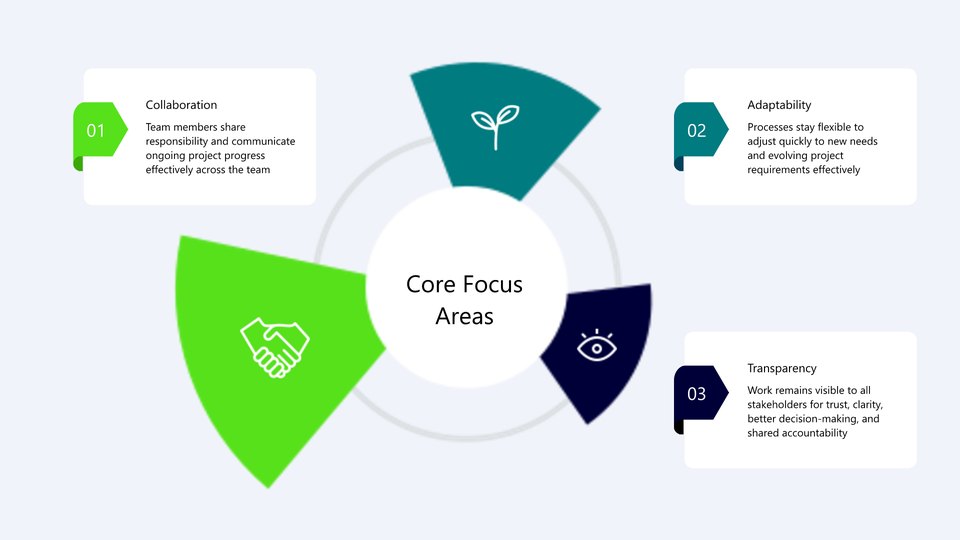 01
Collaboration
Team members share
responsibility and communicate
ongoing project progress
effectively across the team
02
Adaptability
Processes stay flexible to
adjust quickly to new needs
and evolving project
requirements effectively
Core Focus
Areas
03
Transparency
Work remains visible to all
stakeholders for trust, clarity,
better decision-making, and
shared accountability